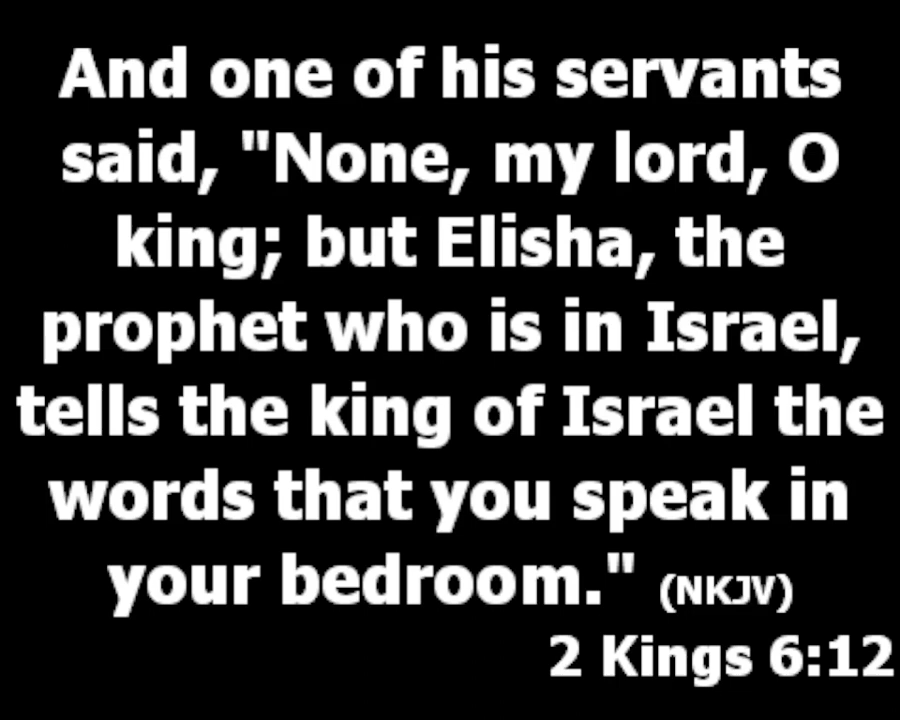 And one of his servants
said, "None, my lord, O
king; but Elisha, the
prophet who is in Israel,
tells the king of Israel the
words that you speak in
your bedroom." (NKJV)
2 Kings 6:12